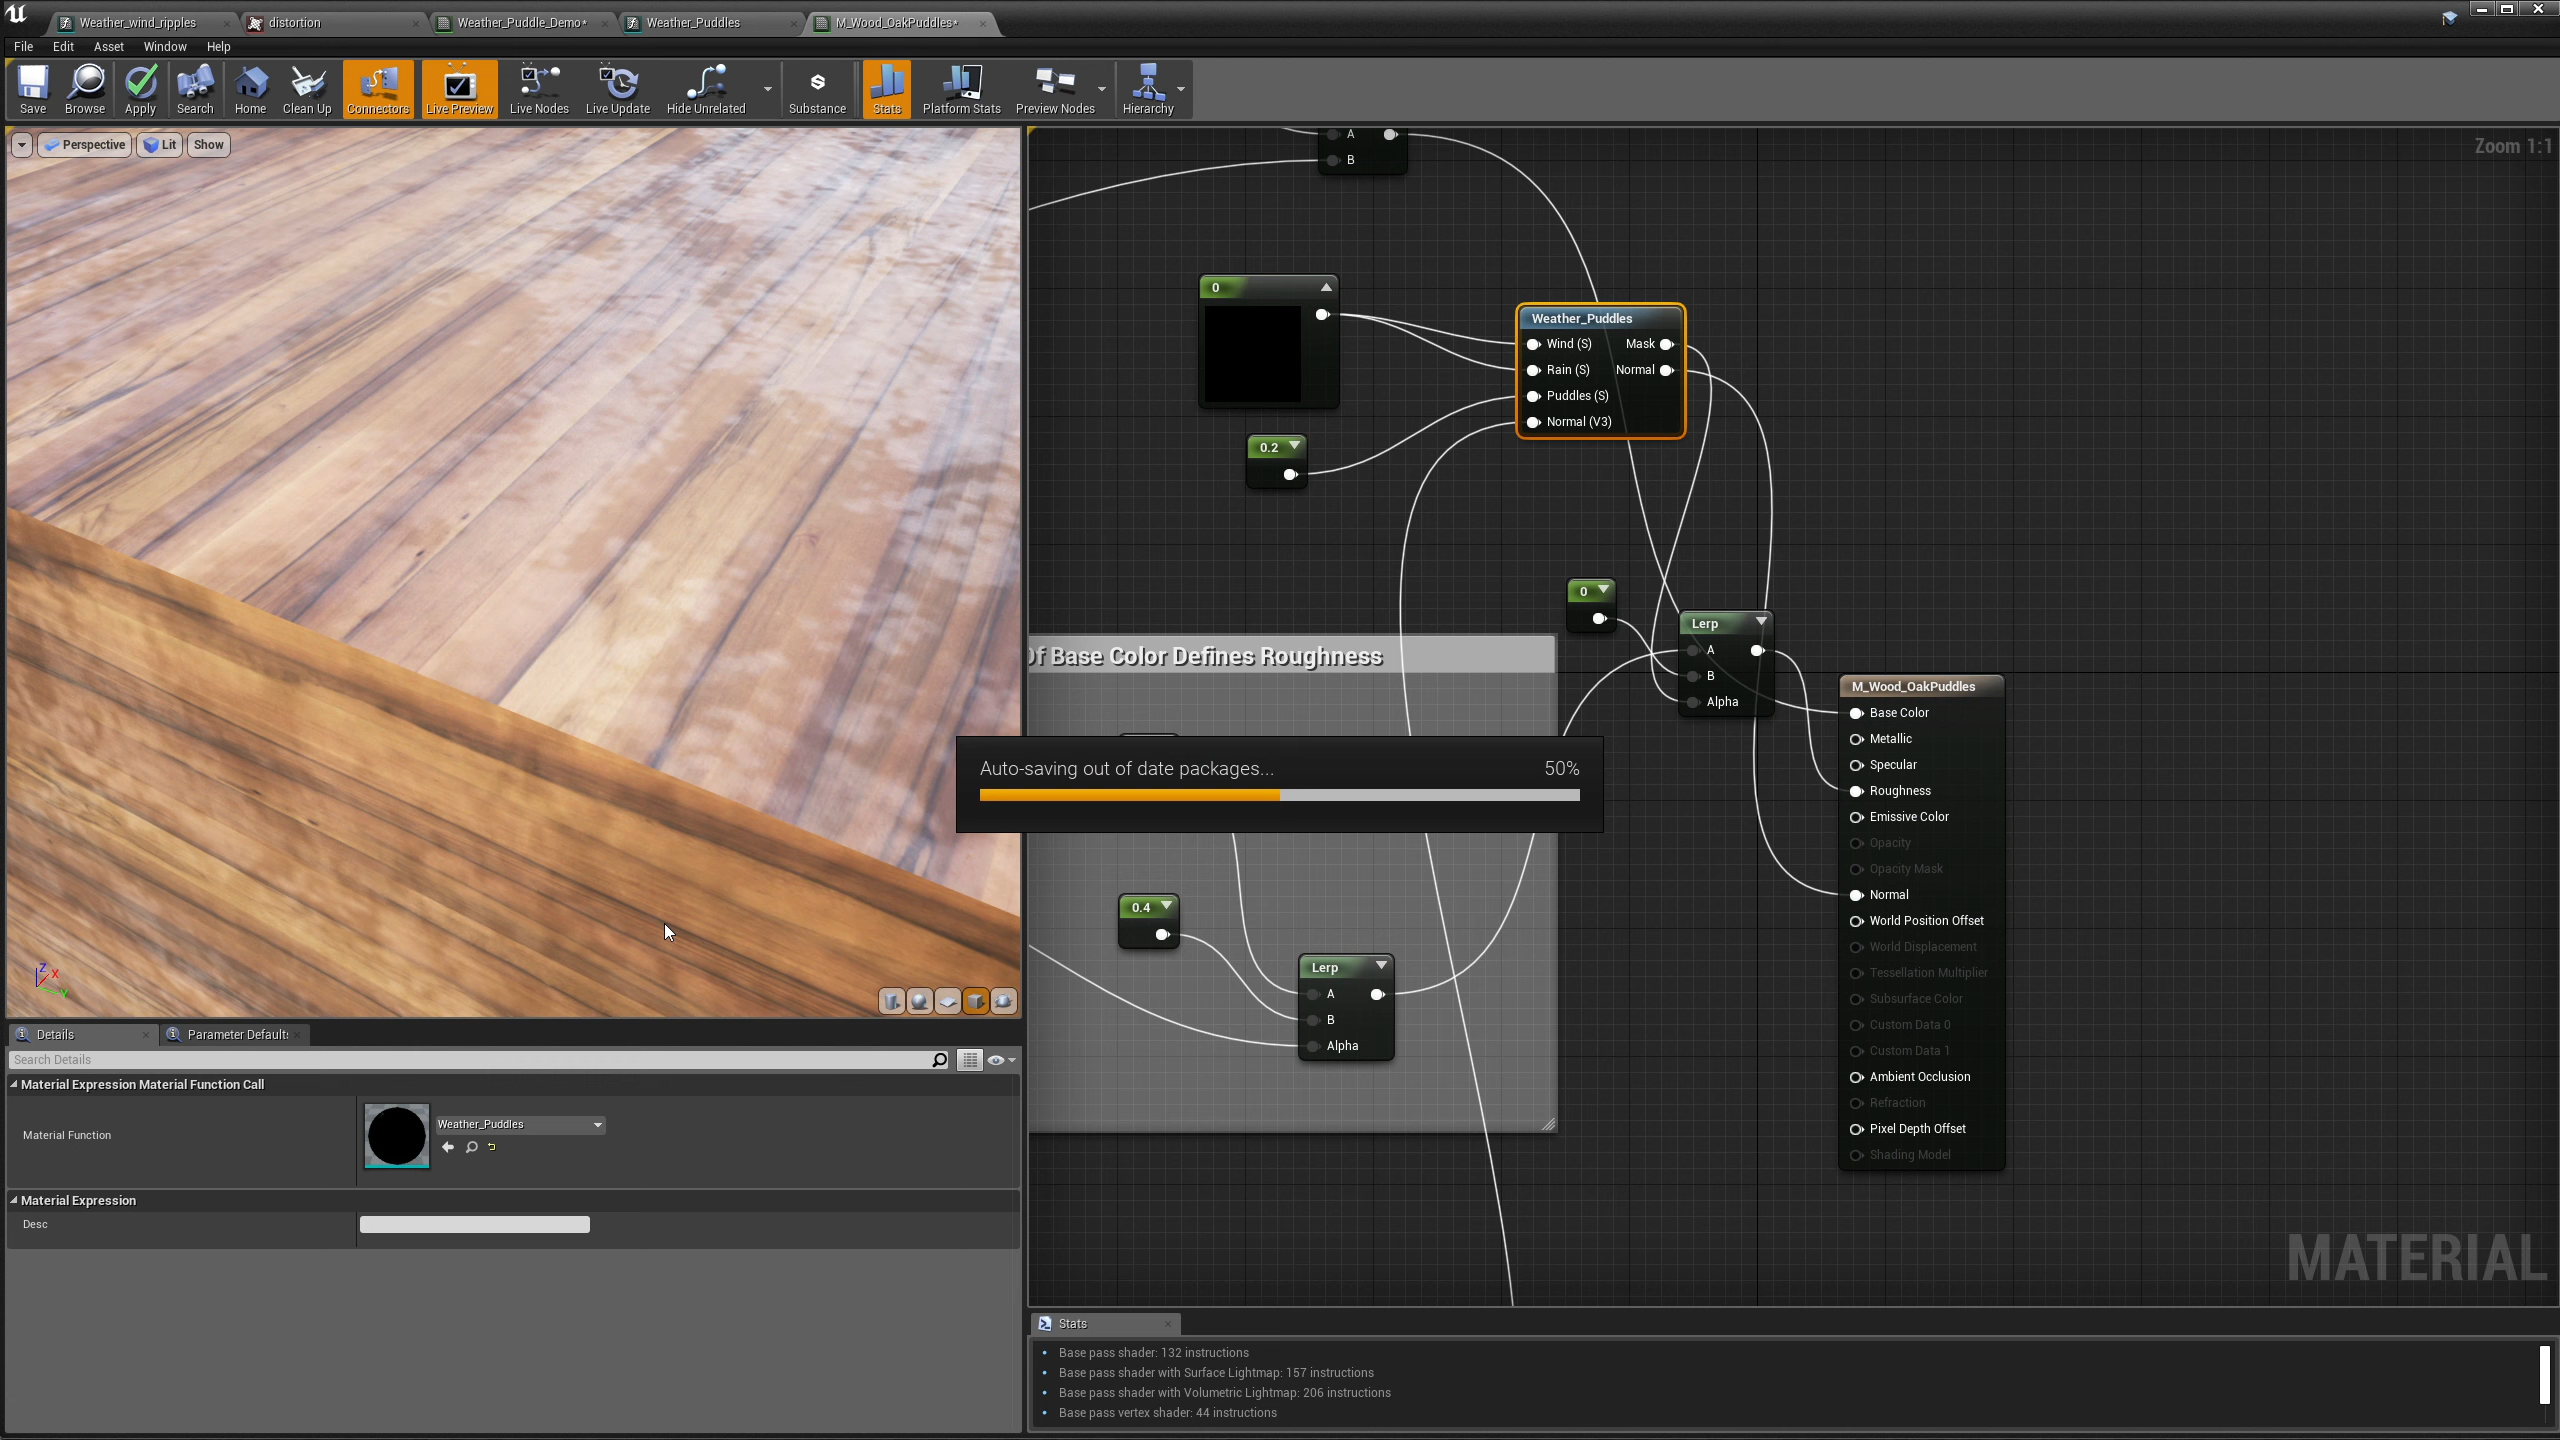 Weather_wind_ripples
distortion
Weather_Puddle_Demo*
Weather_Puddles
M_Wood_OakPuddles*
File Edit Asset Window Help
Save Browse Apply Search Home Clean Up Connectors Live Preview Live Nodes Live Update Hide Unrelated Substance Stats Platform Stats Preview Nodes Hierarchy
Perspective Lit Show
Zoom 1:1
A
B
0
Weather_Puddles
Wind (S) Mask
Rain (S) Normal
Puddles (S)
Normal (V3)
0.2
0
Lerp
A
B
Alpha
Of Base Color Defines Roughness
M_Wood_OakPuddles
Base Color
Metallic
Specular
Roughness
Emissive Color
Opacity
Opacity Mask
Normal
World Position Offset
World Displacement
Tessellation Multiplier
Subsurface Color
Custom Data 0
Custom Data 1
Ambient Occlusion
Refraction
Pixel Depth Offset
Shading Model
Auto-saving out of date packages... 50%
0.4
Lerp
A
B
Alpha
Z X Y
MATERIAL
Details
Parameter Default
Search Details
Material Expression Material Function Call
Material Function
Weather_Puddles
Material Expression
Desc
Stats
Base pass shader: 132 instructions
Base pass shader with Surface Lightmap: 157 instructions
Base pass shader with Volumetric Lightmap: 206 instructions
Base pass vertex shader: 44 instructions